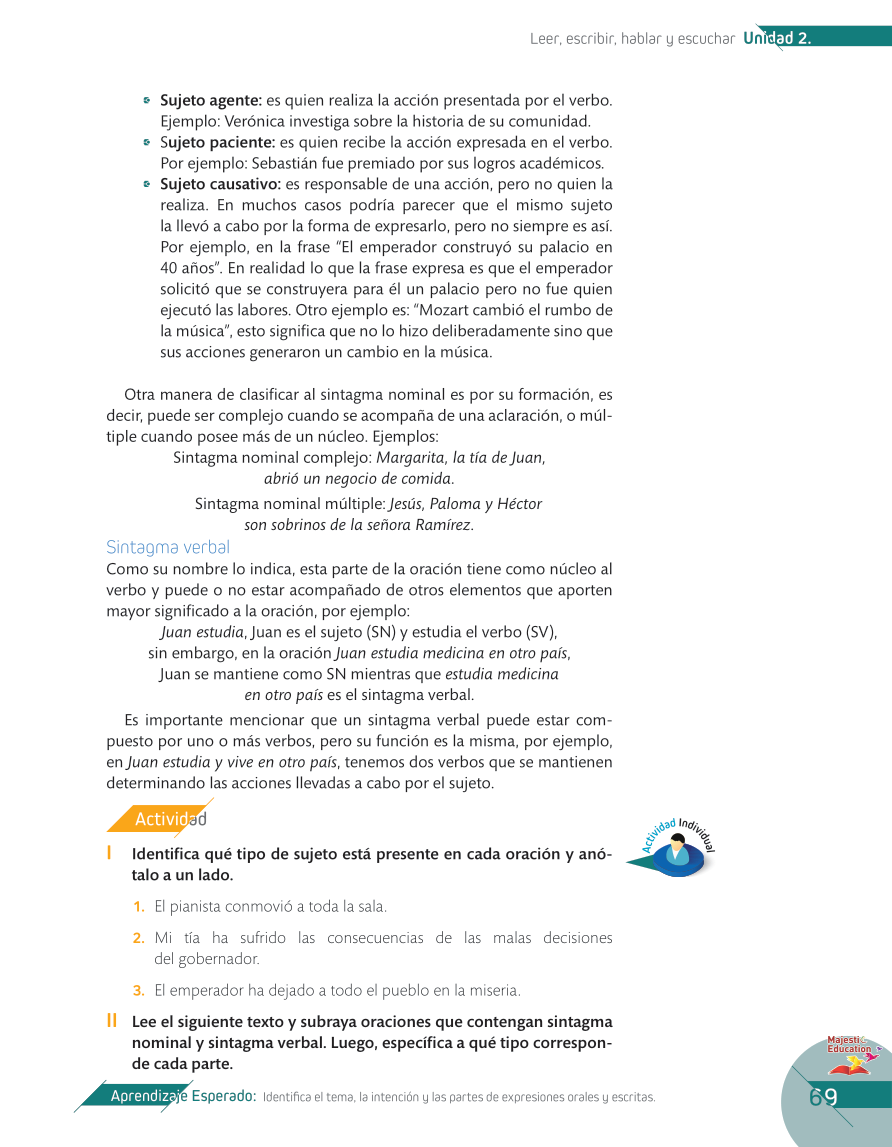 Leer, escribir, hablar y escuchar Unidad 2.
Sujeto agente: es quien realiza la acción presentada por el verbo.
Ejemplo: Verónica investiga sobre la historia de su comunidad.
Sujeto paciente: es quien recibe la acción expresada en el verbo.
Por ejemplo: Sebastián fue premiado por sus logros académicos.
Sujeto causativo: es responsable de una acción, pero no quien la
realiza. En muchos casos podría parecer que el mismo sujeto
la llevó a cabo por la forma de expresarlo, pero no siempre es así.
Por ejemplo, en la frase “El emperador construyó su palacio en
40 años”. En realidad lo que la frase expresa es que el emperador
solicitó que se construyera para él un palacio pero no fue quien
ejecutó las labores. Otro ejemplo es: “Mozart cambió el rumbo de
la música”, esto significa que no lo hizo deliberadamente sino que
sus acciones generaron un cambio en la música.
Otra manera de clasificar al sintagma nominal es por su formación, es
decir, puede ser complejo cuando se acompaña de una aclaración, o múl-
tiple cuando posee más de un núcleo. Ejemplos:
Sintagma nominal complejo: Margarita, la tía de Juan,
abrió un negocio de comida.
Sintagma nominal múltiple: Jesús, Paloma y Héctor
son sobrinos de la señora Ramírez.
Sintagma verbal
Como su nombre lo indica, esta parte de la oración tiene como núcleo al
verbo y puede o no estar acompañado de otros elementos que aporten
mayor significado a la oración, por ejemplo:
Juan estudia, Juan es el sujeto (SN) y estudia el verbo (SV),
sin embargo, en la oración Juan estudia medicina en otro país,
Juan se mantiene como SN mientras que estudia medicina
en otro país es el sintagma verbal.
Es importante mencionar que un sintagma verbal puede estar com-
puesto por uno o más verbos, pero su función es la misma, por ejemplo,
en Juan estudia y vive en otro país, tenemos dos verbos que se mantienen
determinando las acciones llevadas a cabo por el sujeto.
Actividad
Actividad Individual
I Identifica qué tipo de sujeto está presente en cada oración y anó-
talo a un lado.
1. El pianista conmovió a toda la sala.
2. Mi tía ha sufrido las consecuencias de las malas decisiones
del gobernador.
3. El emperador ha dejado a todo el pueblo en la miseria.
II Lee el siguiente texto y subraya oraciones que contengan sintagma
nominal y sintagma verbal. Luego, específica a qué tipo correspon-
de cada parte.
Majestic
Education
Aprendizaje Esperado: Identifica el tema, la intención y las partes de expresiones orales y escritas.
69